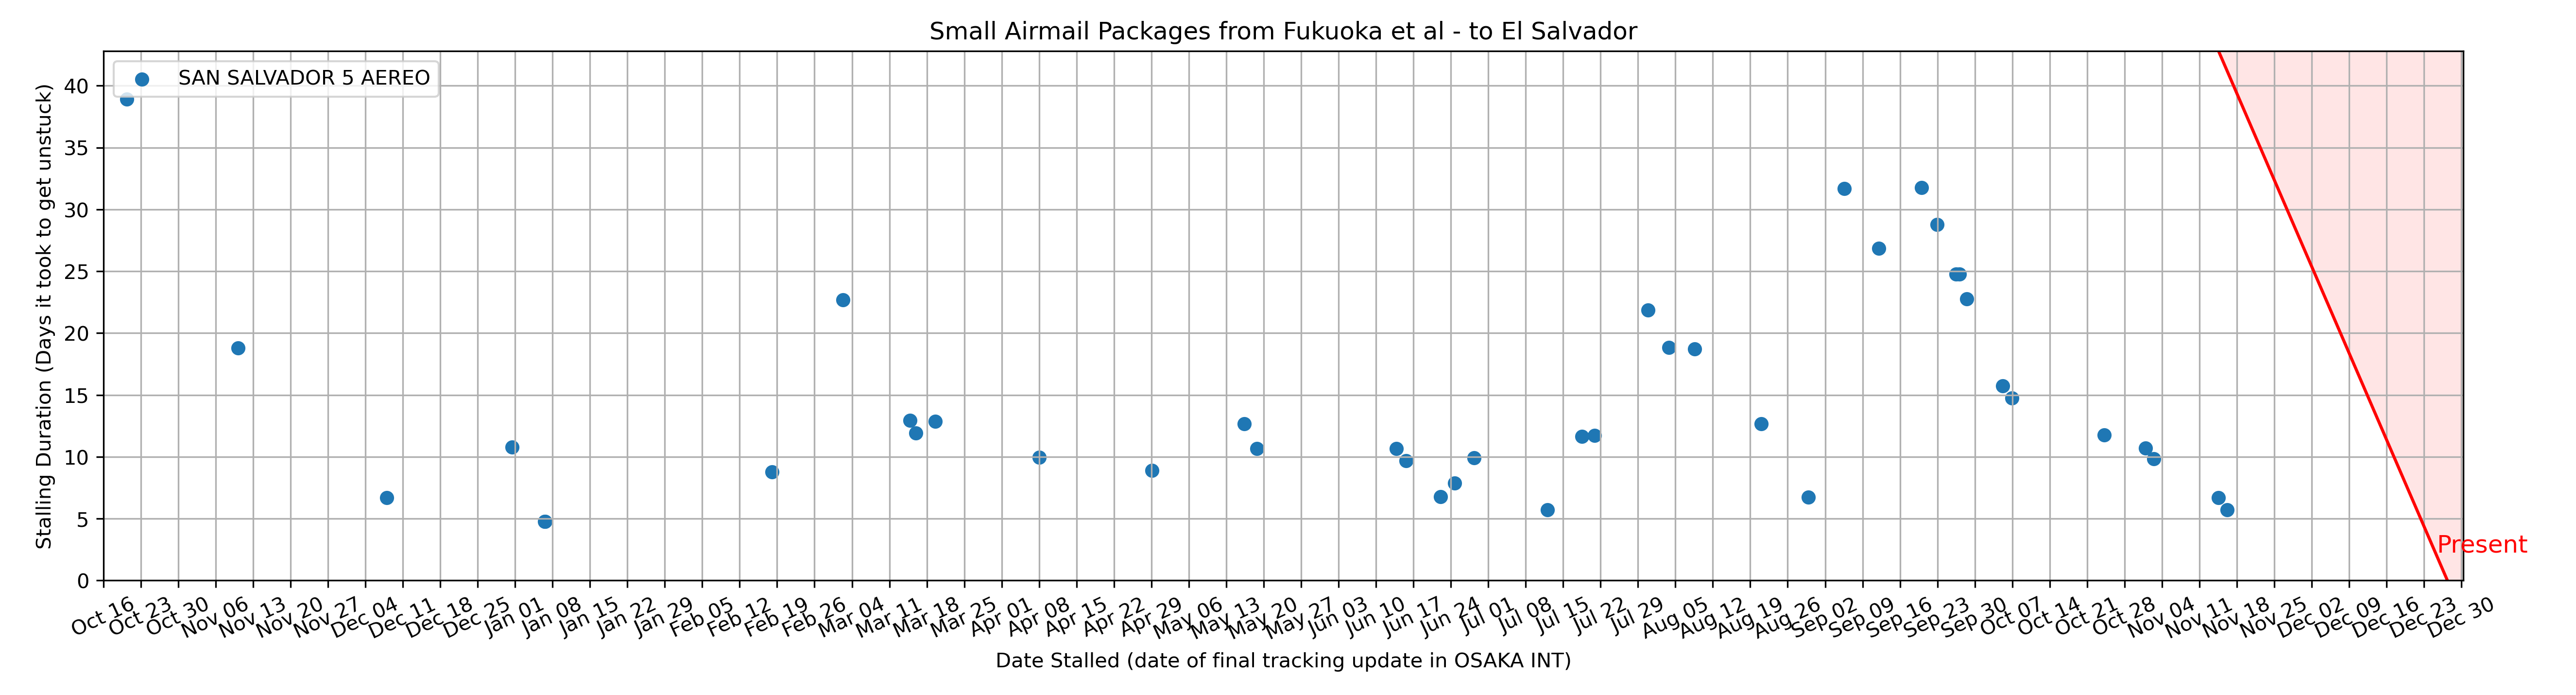 Small Airmail Packages from Fukuoka et al - to El Salvador
SAN SALVADOR 5 AEREO
Stalling Duration (Days it took to get unstuck)
40
35
30
25
20
15
10
5
0
Present
Oct 16
Oct 23
Oct 30
Nov 06
Nov 13
Nov 20
Nov 27
Dec 04
Dec 11
Dec 18
Dec 25
Jan 01
Jan 08
Jan 15
Jan 22
Jan 29
Feb 05
Feb 12
Feb 19
Feb 26
Mar 04
Mar 11
Mar 18
Mar 25
Apr 01
Apr 08
Apr 15
Apr 22
Apr 29
May 06
May 13
May 20
May 27
Jun 03
Jun 10
Jun 17
Jun 24
Jul 01
Jul 08
Jul 15
Jul 22
Jul 29
Aug 05
Aug 12
Aug 19
Aug 26
Sep 02
Sep 09
Sep 16
Sep 23
Sep 30
Oct 07
Oct 14
Oct 21
Oct 28
Nov 04
Nov 11
Nov 18
Nov 25
Dec 02
Dec 09
Dec 16
Dec 23
Dec 30
Date Stalled (date of final tracking update in OSAKA INT)